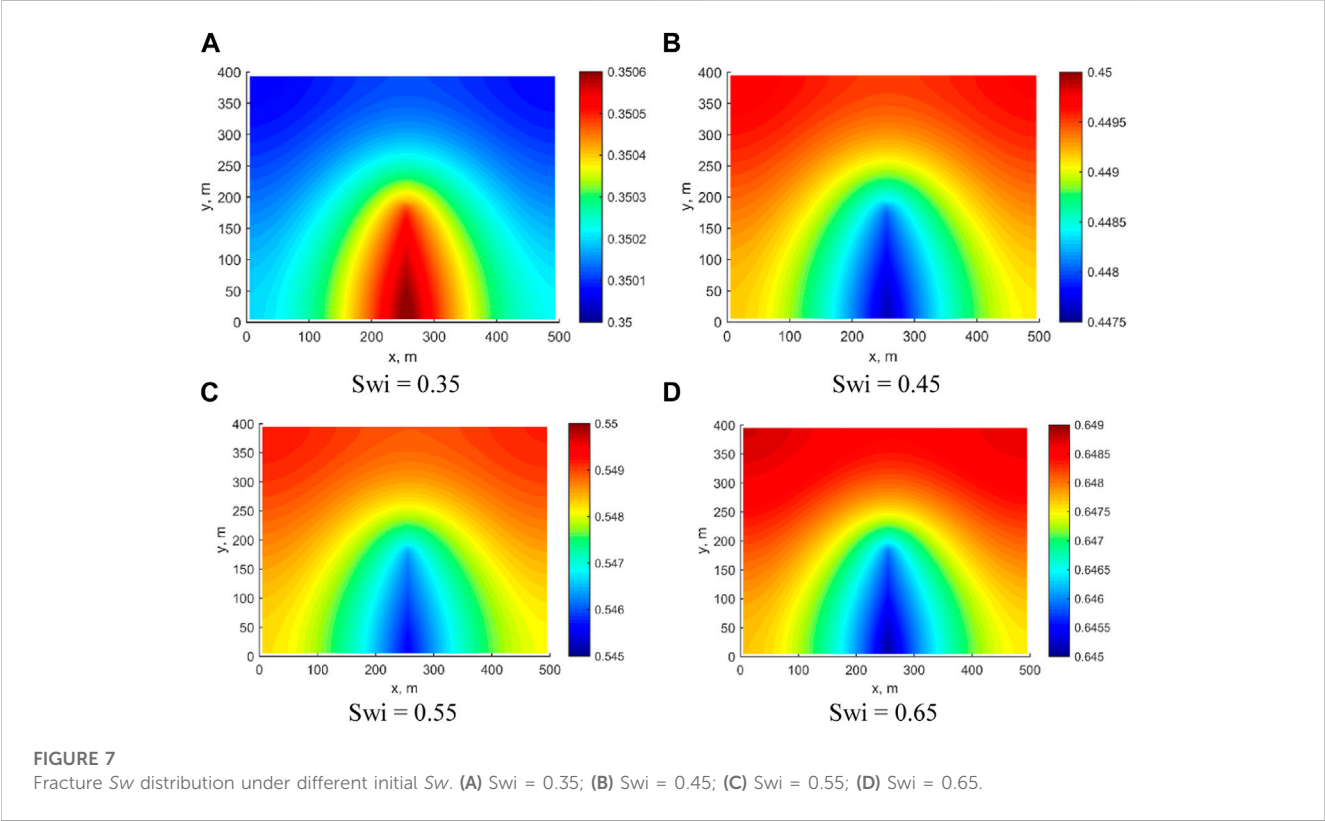 A
400
350
300
250
200
150
100
50
0
y, m
0 100 200 300 400 500
x, m
0.3506
0.3505
0.3504
0.3503
0.3502
0.3501
0.35
Swi = 0.35
B
400
350
300
250
200
150
100
50
0
y, m
0 100 200 300 400 500
x, m
0.45
0.4495
0.449
0.4485
0.448
0.4475
Swi = 0.45
C
400
350
300
250
200
150
100
50
0
y, m
0 100 200 300 400 500
x, m
0.55
0.549
0.548
0.547
0.546
0.545
Swi = 0.55
D
400
350
300
250
200
150
100
50
0
y, m
0 100 200 300 400 500
x, m
0.649
0.6485
0.648
0.6475
0.647
0.6465
0.646
0.6455
0.645
Swi = 0.65
FIGURE 7
Fracture Sw distribution under different initial Sw. (A) Swi = 0.35; (B) Swi = 0.45; (C) Swi = 0.55; (D) Swi = 0.65.